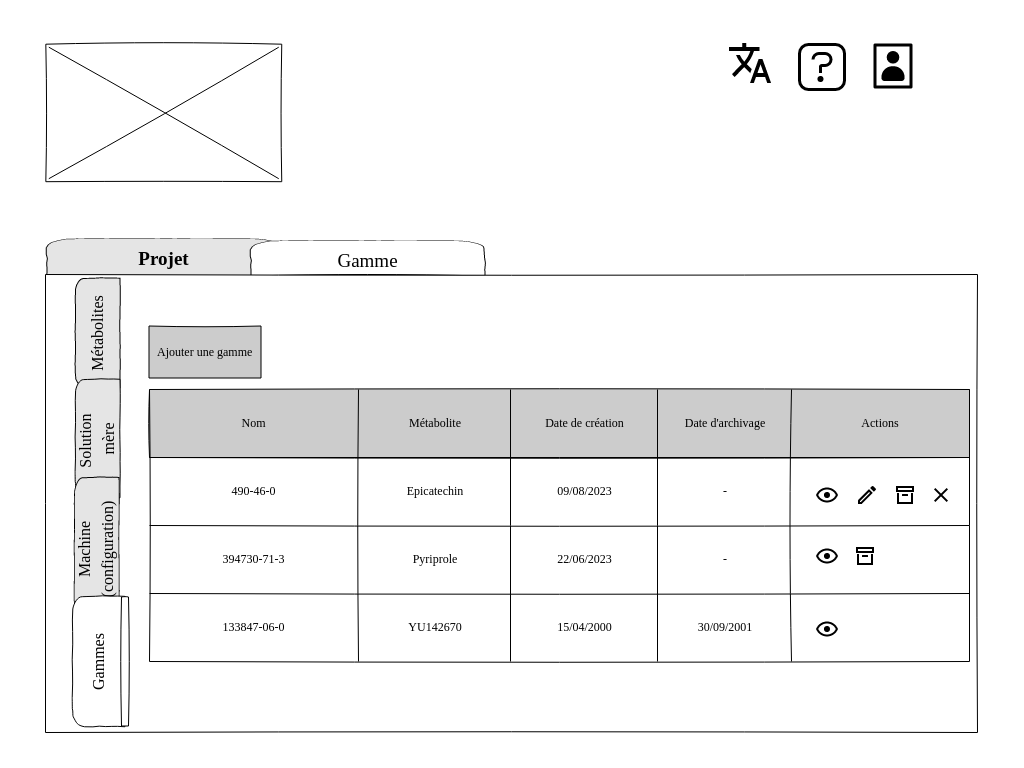 Projet
Gamme
Métabolites
Solution
mère
Machine
(configuration)
Gammes
Ajouter une gamme
Nom Métabolite Date de création Date d'archivage Actions
490-46-0 Epicatechin 09/08/2023 -
394730-71-3 Pyriprole 22/06/2023 -
133847-06-0 YU142670 15/04/2000 30/09/2001